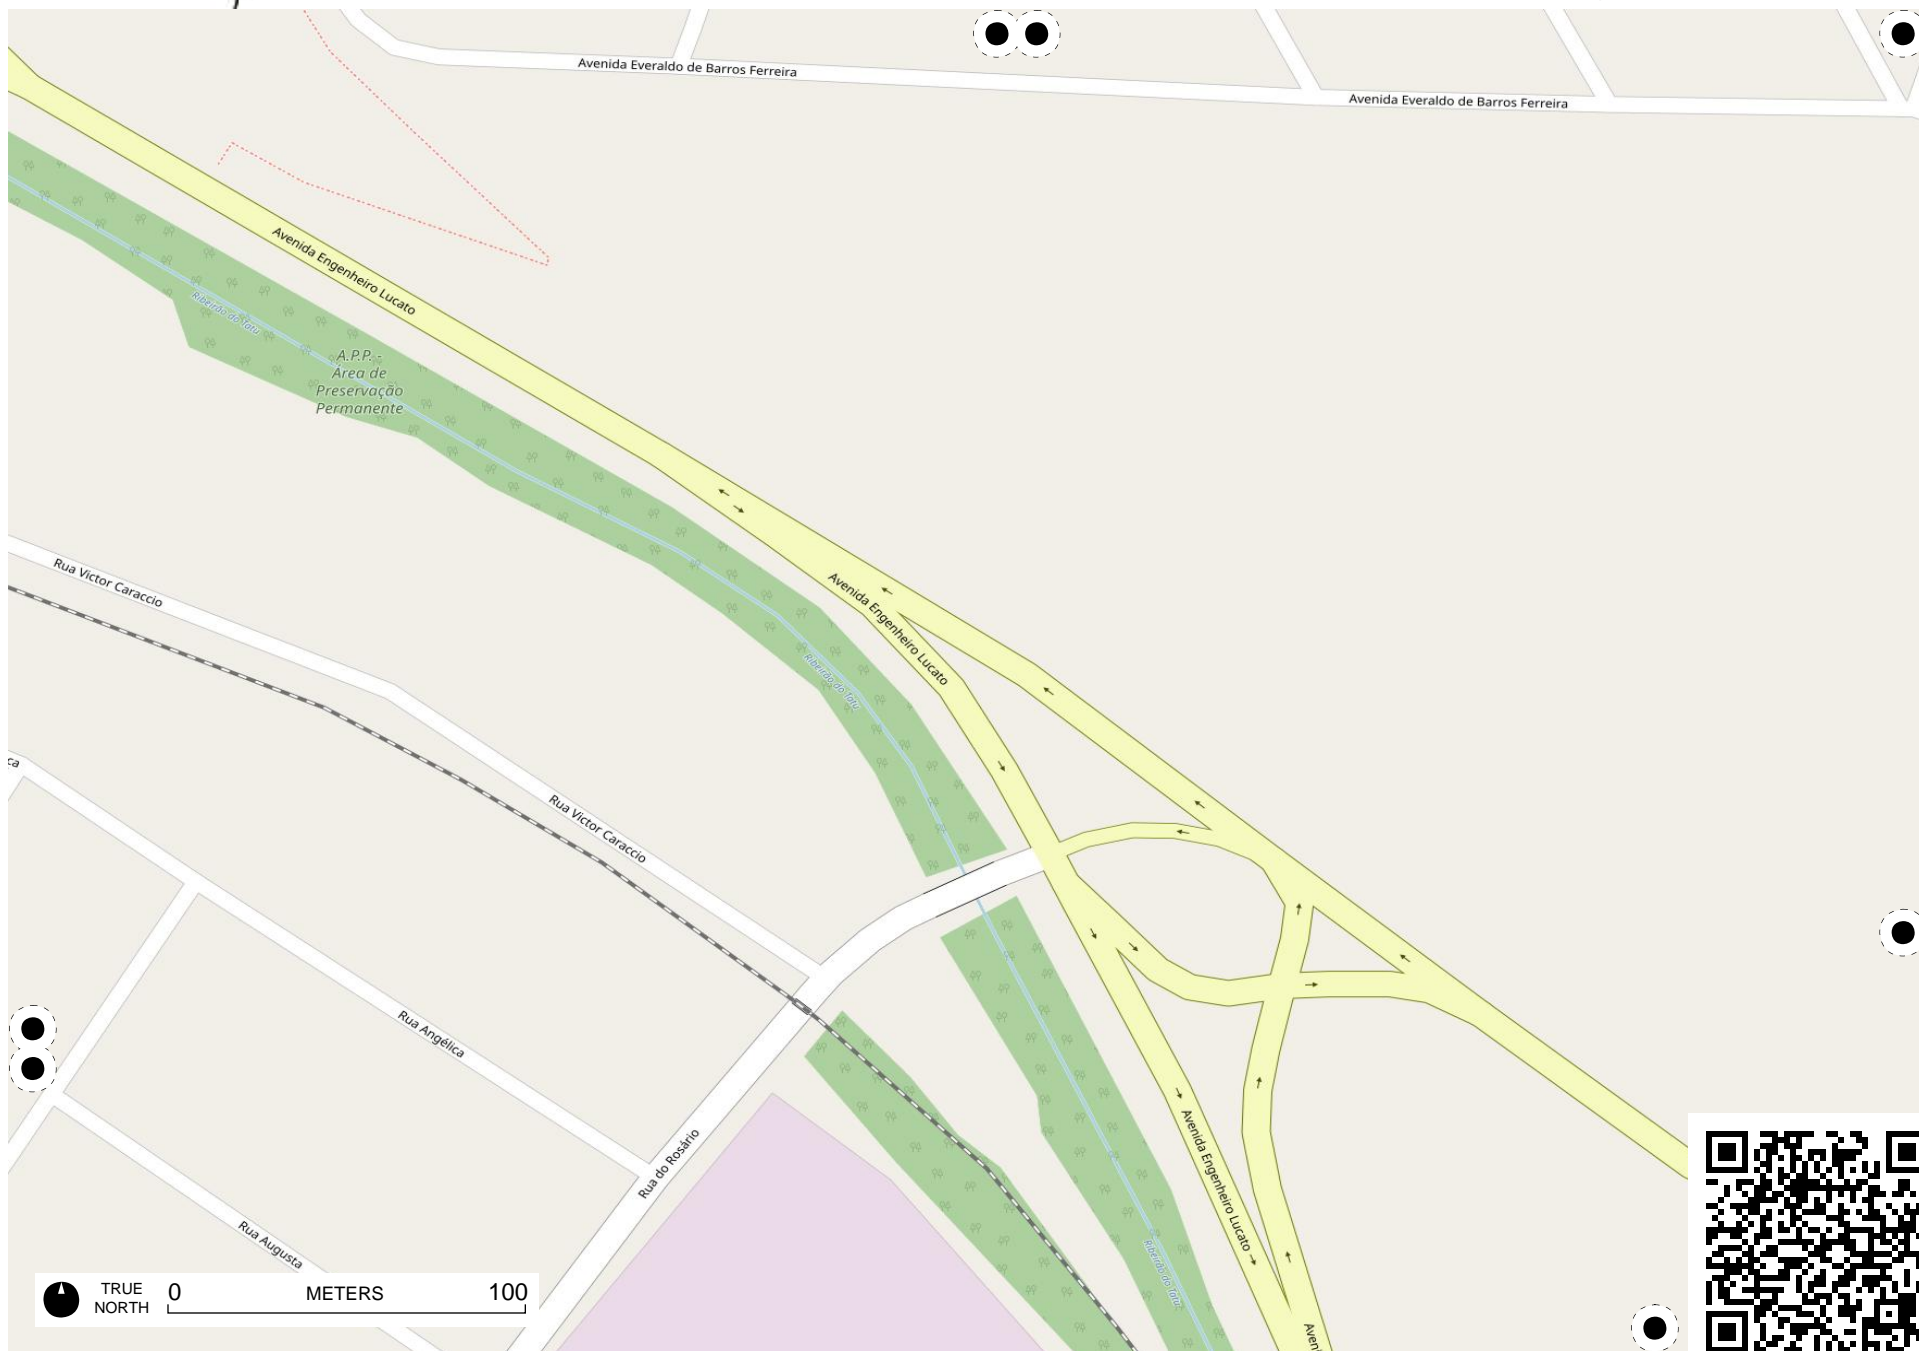 Avenida Everaldo de Barros Ferreira
Avenida Everaldo de Barros Ferreira
Avenida Engenheiro Lucato
Ribeirão do Tatu
A.P.P. -
Área de
Preservação
Permanente
Rua Victor Caraccio
Avenida Engenheiro Lucato
Ribeirão do Tatu
ca
Rua Victor Caraccio
Rua Angélica
Rua do Rosário
Avenida Engenheiro Lucato
Rua Augusta
Ribeirão do Tatu
TRUE
NORTH
0 METERS 100
Aveni